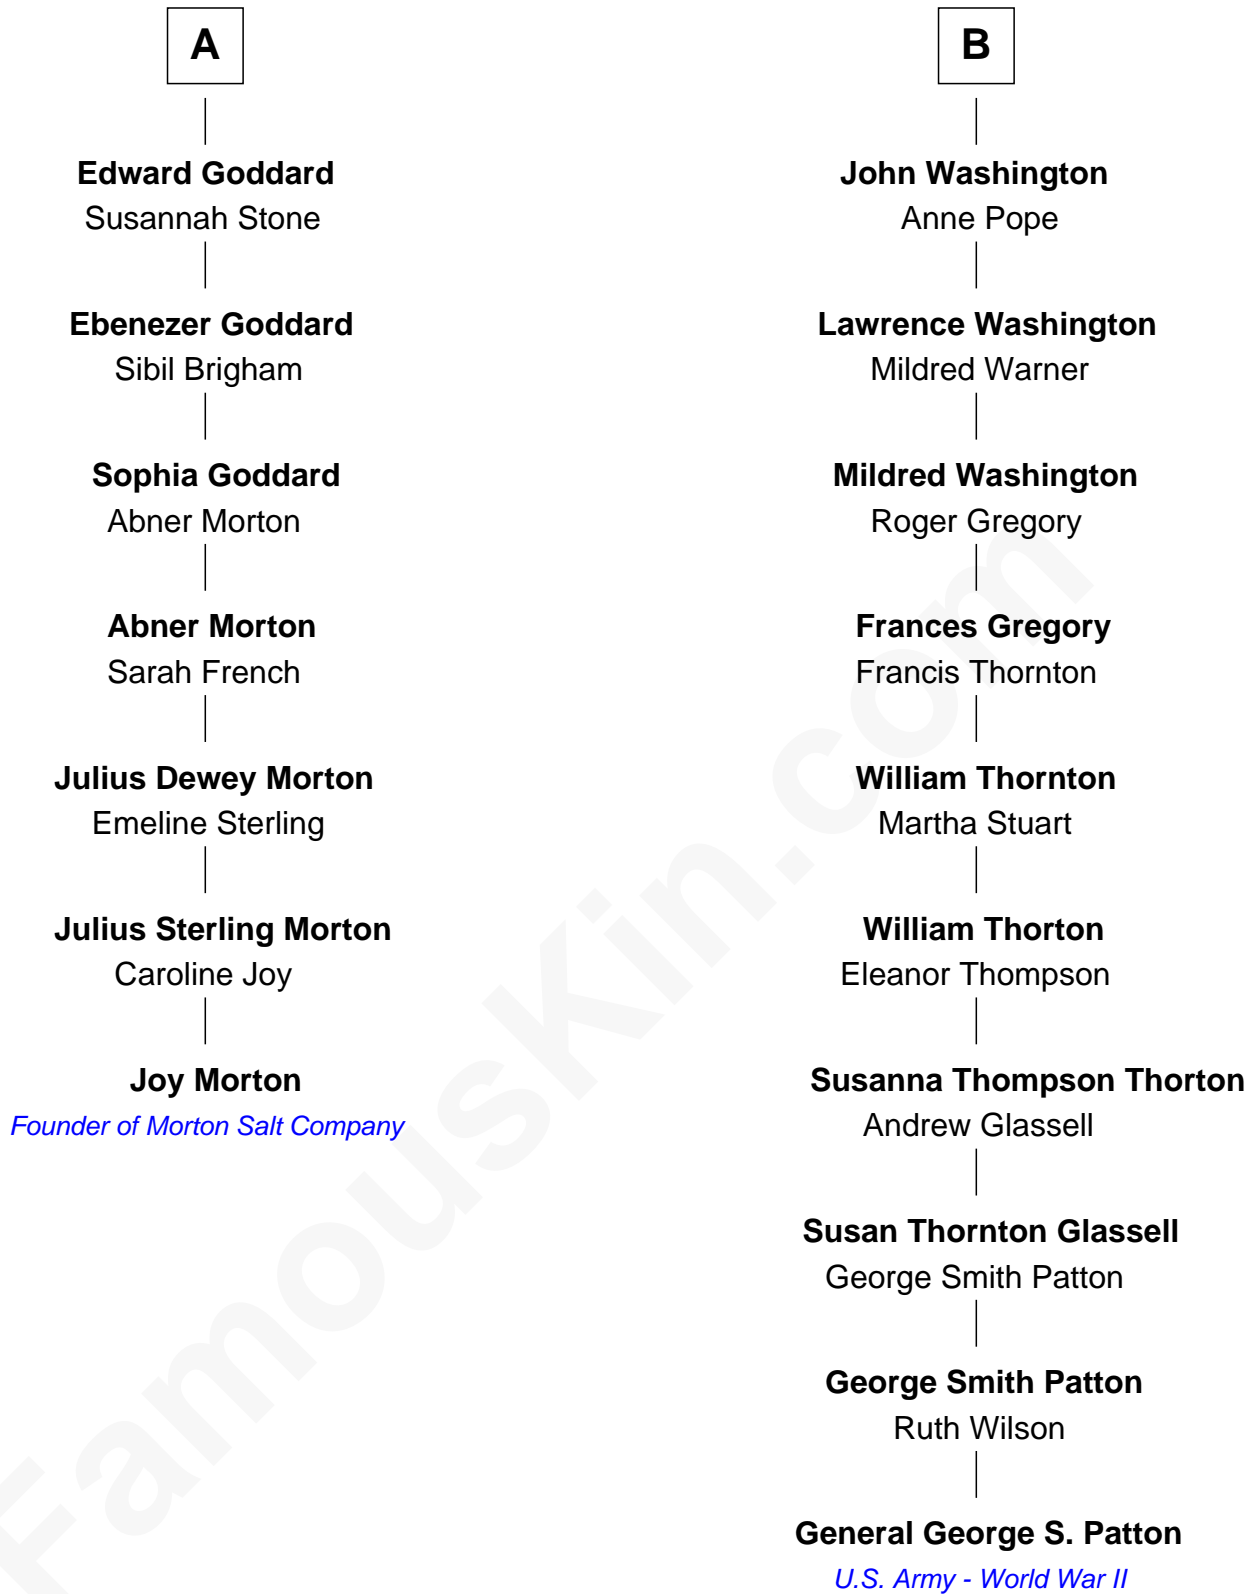 A
Edward Goddard
Susannah Stone
Ebenezer Goddard
Sibil Brigham
Sophia Goddard
Abner Morton
Abner Morton
Sarah French
Julius Dewey Morton
Emeline Sterling
Julius Sterling Morton
Caroline Joy
Joy Morton
Founder of Morton Salt Company
B
John Washington
Anne Pope
Lawrence Washington
Mildred Warner
Mildred Washington
Roger Gregory
Frances Gregory
Francis Thornton
William Thornton
Martha Stuart
William Thorton
Eleanor Thompson
Susanna Thompson Thorton
Andrew Glassell
Susan Thornton Glassell
George Smith Patton
George Smith Patton
Ruth Wilson
General George S. Patton
U.S. Army - World War II
FamousKin.com